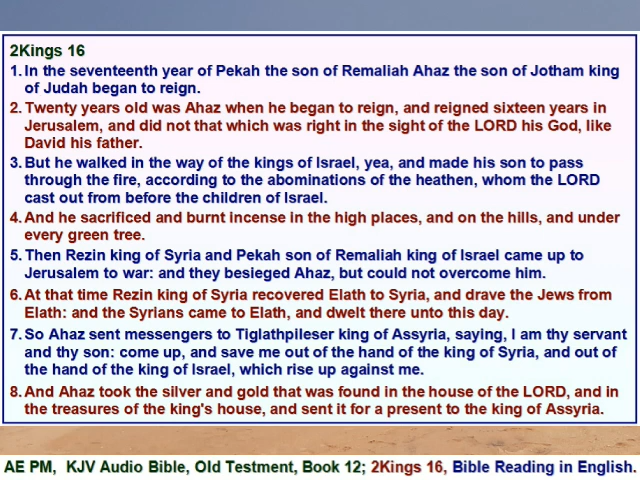 2Kings 16
1. In the seventeenth year of Pekah the son of Remaliah Ahaz the son of Jotham king
of Judah began to reign.
2. Twenty years old was Ahaz when he began to reign, and reigned sixteen years in
Jerusalem, and did not that which was right in the sight of the LORD his God, like
David his father.
3. But he walked in the way of the kings of Israel, yea, and made his son to pass
through the fire, according to the abominations of the heathen, whom the LORD
cast out from before the children of Israel.
4. And he sacrificed and burnt incense in the high places, and on the hills, and under
every green tree.
5. Then Rezin king of Syria and Pekah son of Remaliah king of Israel came up to
Jerusalem to war: and they besieged Ahaz, but could not overcome him.
6. At that time Rezin king of Syria recovered Elath to Syria, and drave the Jews from
Elath: and the Syrians came to Elath, and dwelt there unto this day.
7. So Ahaz sent messengers to Tiglathpileser king of Assyria, saying, I am thy servant
and thy son: come up, and save me out of the hand of the king of Syria, and out of
the hand of the king of Israel, which rise up against me.
8. And Ahaz took the silver and gold that was found in the house of the LORD, and in
the treasures of the king's house, and sent it for a present to the king of Assyria.
AE PM, KJV Audio Bible, Old Testment, Book 12; 2Kings 16, Bible Reading in English.